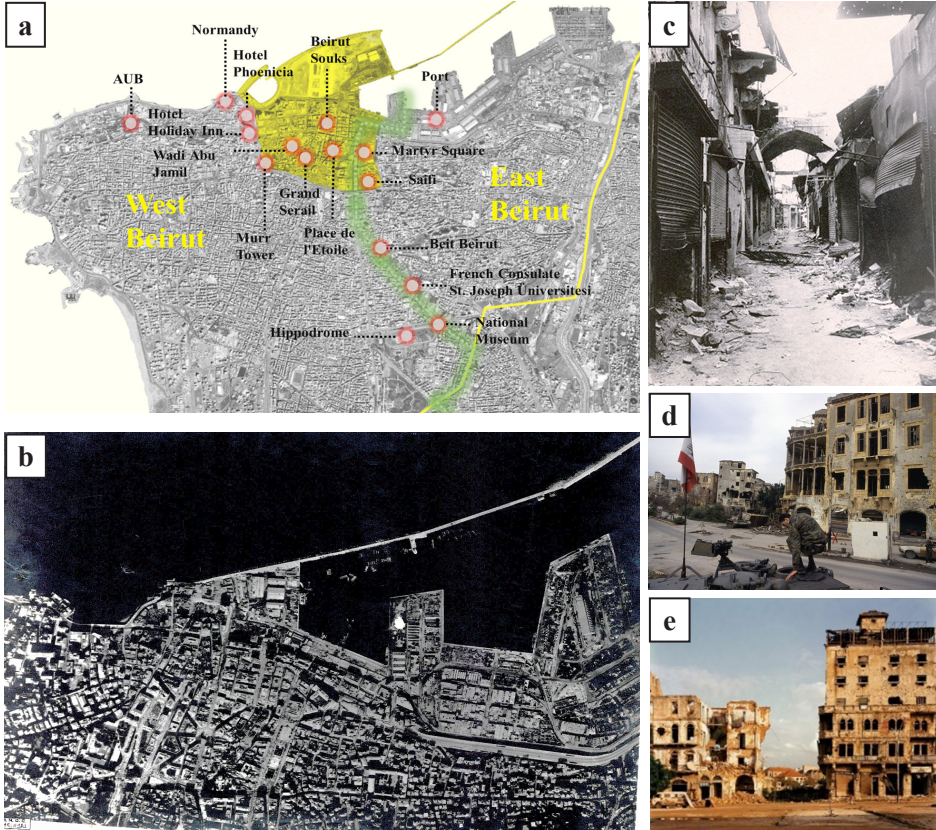 a
Normandy
Hotel
Phoenicia
Beirut
Souks
AUB
Port
Hotel
Holiday Inn
Wadi Abu
Jamil
Martyr Square
Saifi
East
Beirut
West
Beirut
Grand
Serail
Murr
Tower
Place de
l'Etoile
Beit Beirut
French Consulate
St. Joseph Üniversitesi
Hippodrome
National
Museum
b
c
d
e